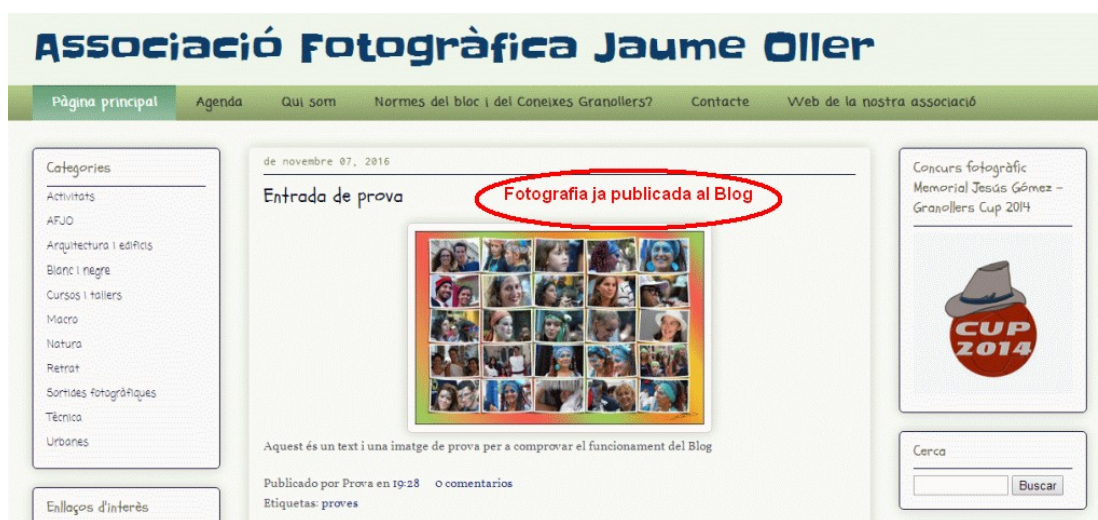 Associació Fotogràfica Jaume Oller
Pàgina principal Agenda Qui som Normes del bloc i del Coneixes Granollers? Contacte Web de la nostra associació
Categories
Activitats
AFJO
Arquitectura i edificis
Blanc i negre
Cursos i tallers
Macro
Natura
Retrat
Sortides fotogràfiques
Tècnica
Urbanes
Enllaços d'interès
de novembre 07, 2016
Entrada de prova
Fotografia ja publicada al Blog
Aquest és un text i una imatge de prova per a comprovar el funcionament del Blog
Publicado por Prova en 19:28 0 comentarios
Etiquetas: proves
Concurs fotogràfic
Memorial Jesús Gómez -
Granollers Cup 2014
CUP
2014
Cerca
Buscar